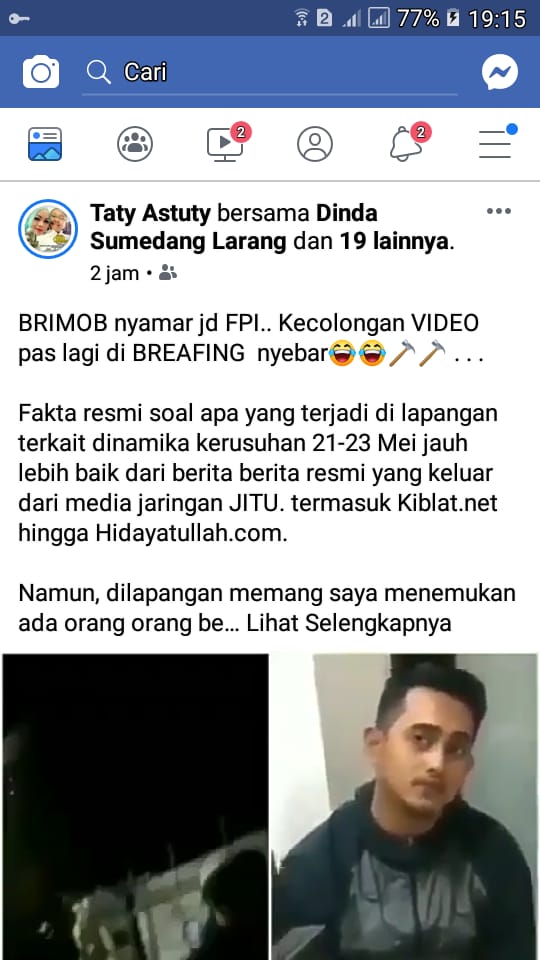 2 77% 19:15
Cari
2 2
Taty Astuty bersama Dinda
Sumedang Larang dan 19 lainnya.
2 jam •
BRIMOB nyamar jd FPI.. Kecolongan VIDEO
pas lagi di BREAFING nyebar😂😂⛏️⛏️ . . .
Fakta resmi soal apa yang terjadi di lapangan
terkait dinamika kerusuhan 21-23 Mei jauh
lebih baik dari berita berita resmi yang keluar
dari media jaringan JITU. termasuk Kiblat.net
hingga Hidayatullah.com.
Namun, dilapangan memang saya menemukan
ada orang orang be... Lihat Selengkapnya